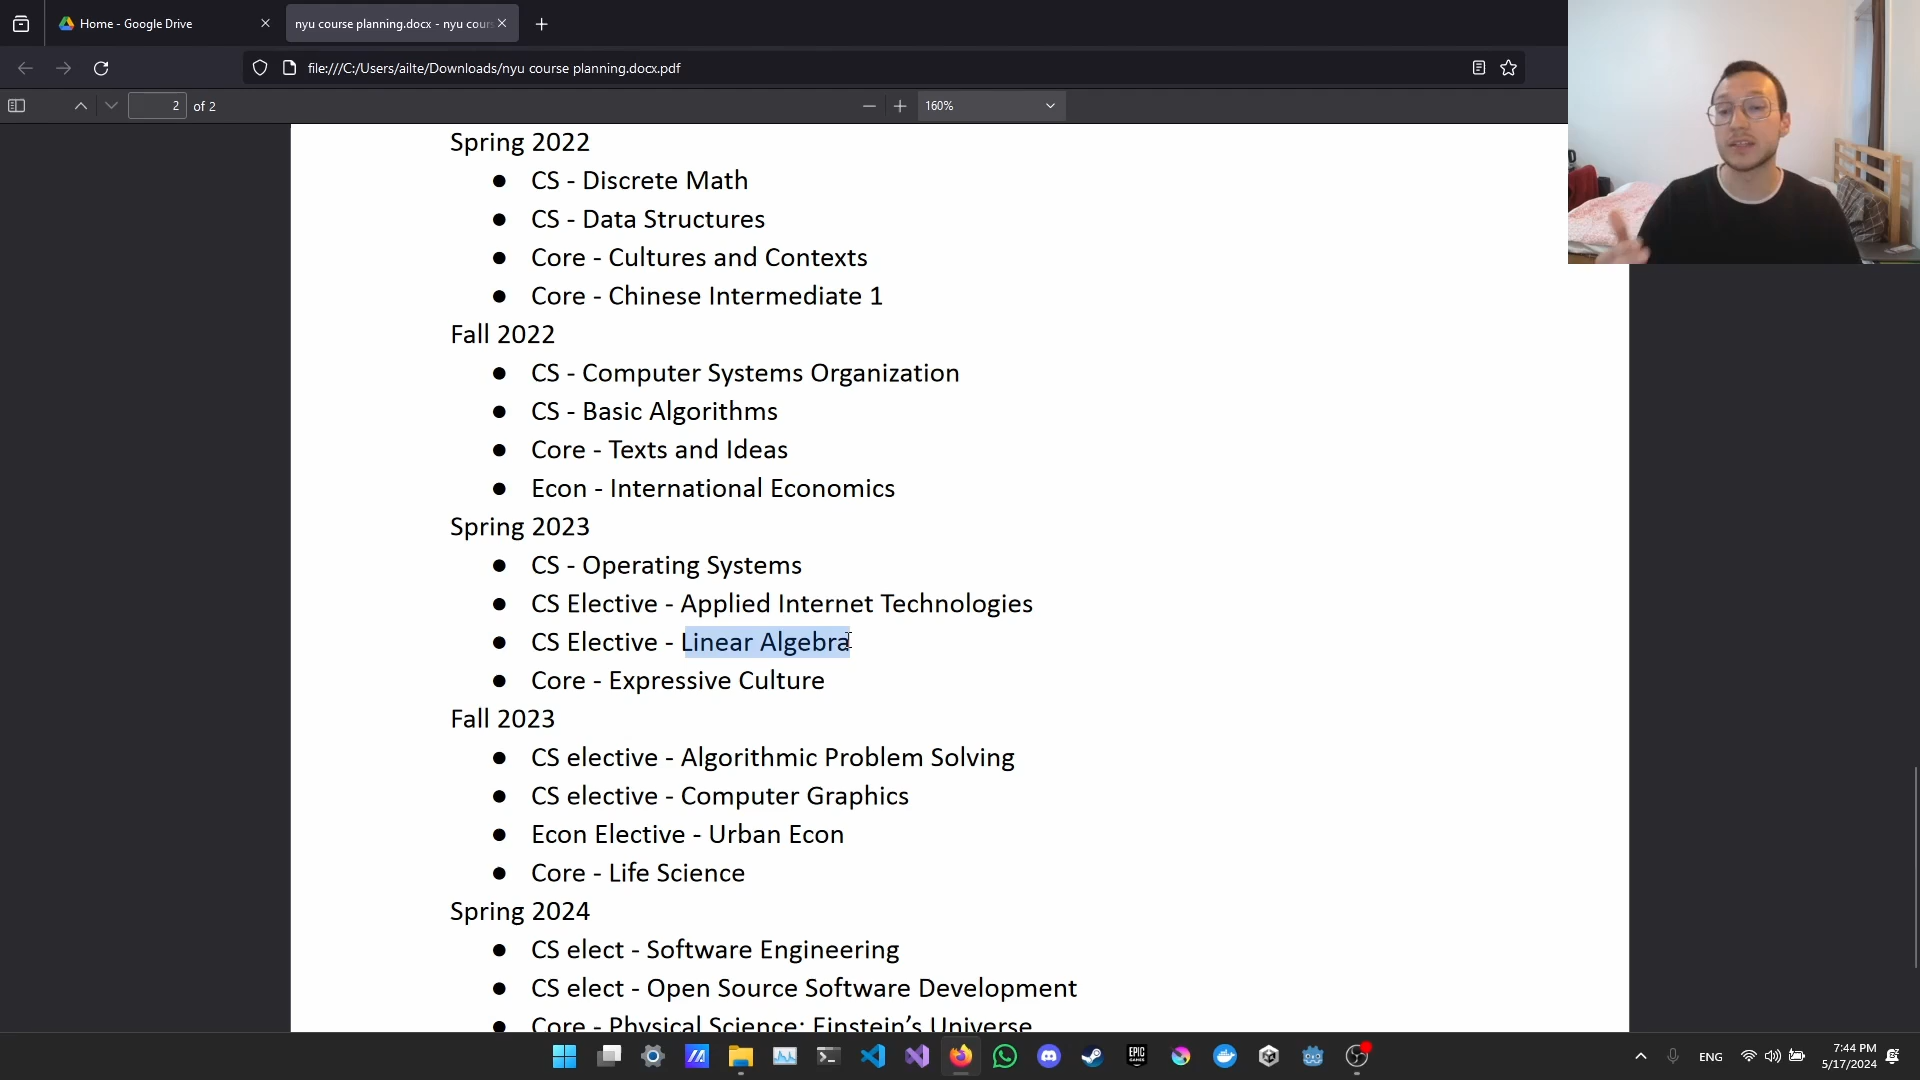 Home - Google Drive
nyu course planning.docx - nyu cour
file:///C:/Users/ailte/Downloads/nyu course planning.docx.pdf
2 of 2
160%
Spring 2022
● CS - Discrete Math
● CS - Data Structures
● Core - Cultures and Contexts
● Core - Chinese Intermediate 1
Fall 2022
● CS - Computer Systems Organization
● CS - Basic Algorithms
● Core - Texts and Ideas
● Econ - International Economics
Spring 2023
● CS - Operating Systems
● CS Elective - Applied Internet Technologies
● CS Elective - Linear Algebra
● Core - Expressive Culture
Fall 2023
● CS elective - Algorithmic Problem Solving
● CS elective - Computer Graphics
● Econ Elective - Urban Econ
● Core - Life Science
Spring 2024
● CS elect - Software Engineering
● CS elect - Open Source Software Development
● Core - Physical Science: Einstein’s Universe
EPIC
GAMES
ENG
7:44 PM
5/17/2024